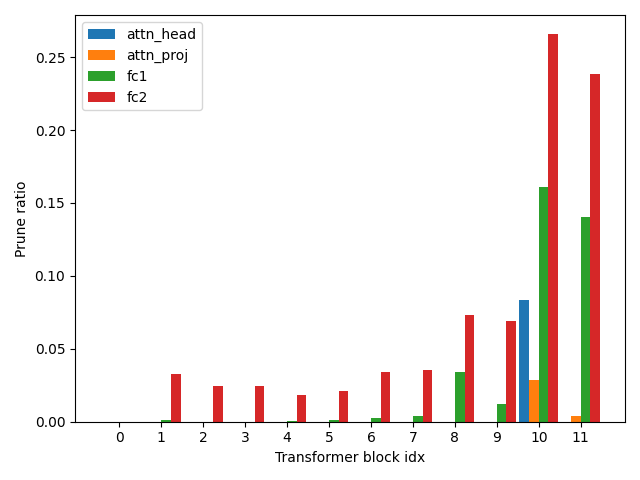 attn_head
attn_proj
fc1
fc2
0.25
0.20
0.15
0.10
0.05
0.00
Prune ratio
0 1 2 3 4 5 6 7 8 9 10 11
Transformer block idx